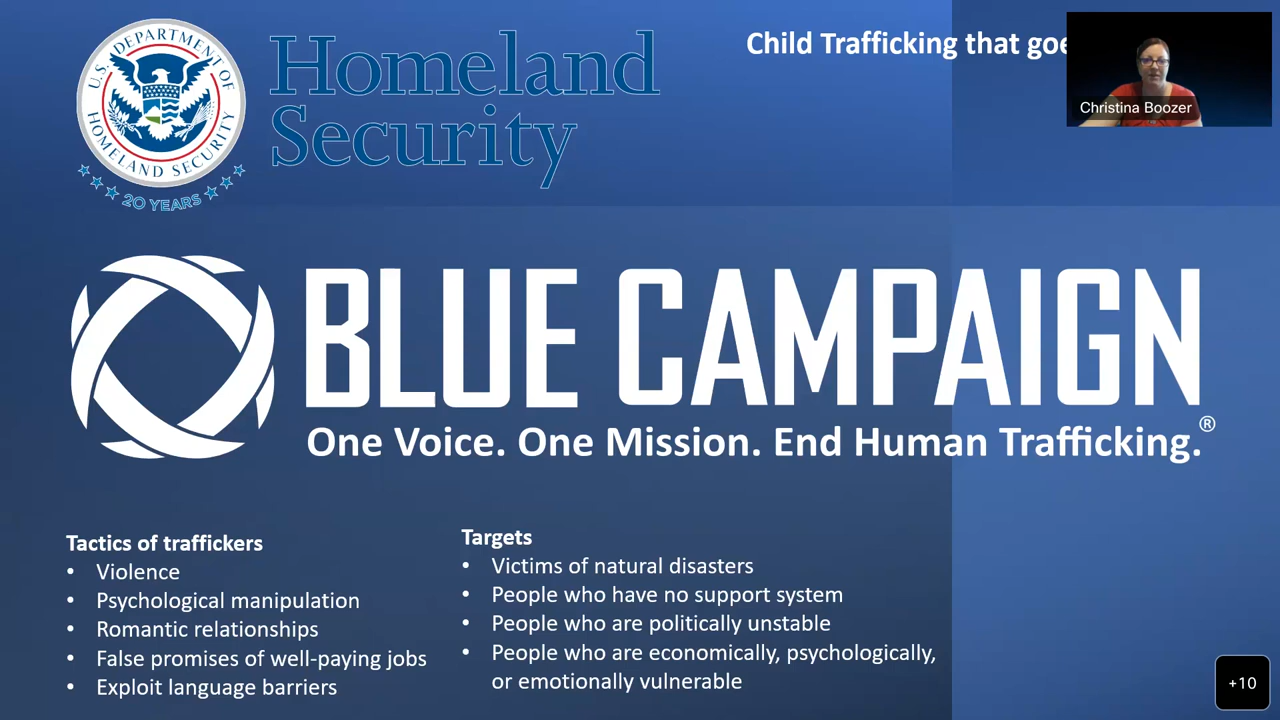 U.S. DEPARTMENT OF
HOMELAND SECURITY
20 YEARS
Homeland
Security
Child Trafficking that goe
Christina Boozer
BLUE CAMPAIGN
®
One Voice. One Mission. End Human Trafficking.
Tactics of traffickers
• Violence
• Psychological manipulation
• Romantic relationships
• False promises of well-paying jobs
• Exploit language barriers
Targets
• Victims of natural disasters
• People who have no support system
• People who are politically unstable
• People who are economically, psychologically,
or emotionally vulnerable
+10